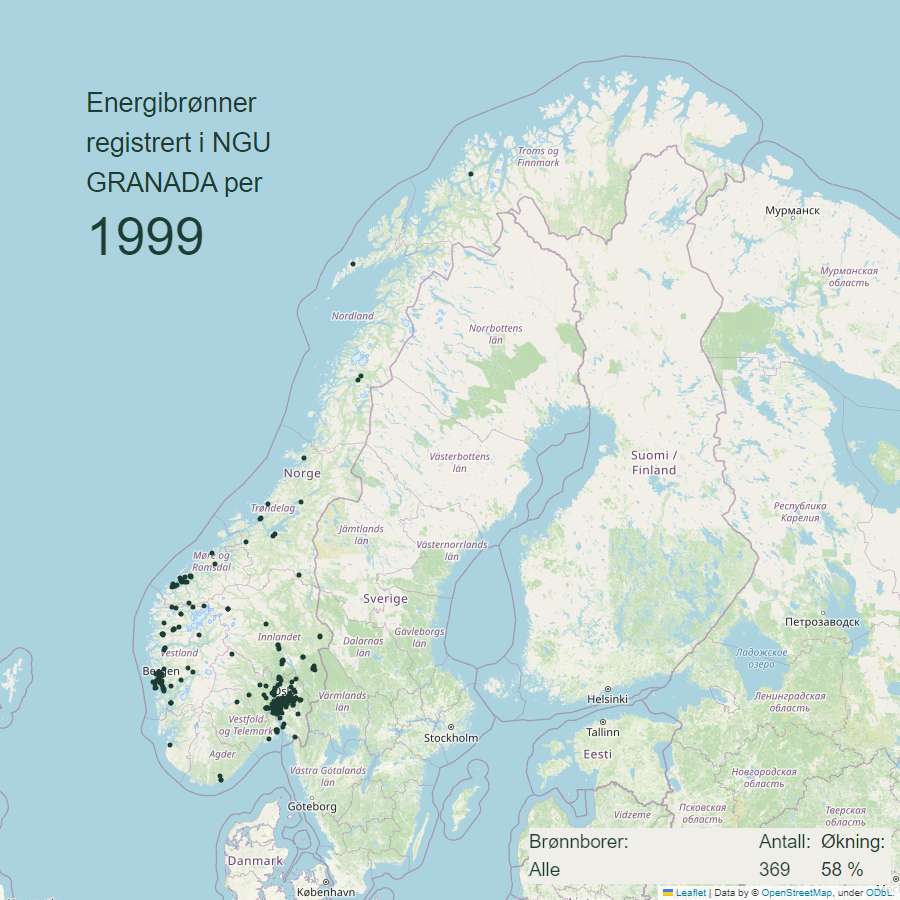 Energibrønner
registrert i NGU
GRANADA per
1999
Troms og
Finnmark
Мурманск
Мурманская
область
Nordland
Norrbottens
län
Västerbottens
län
Suomi /
Finland
Norge
Trøndelag
Jämtlands
län
Västernorrlands
län
Республика
Карелия
Møre og
Romsdal
Sverige
Innlandet
Dalarnas
län
Gävleborgs
län
Петрозаводск
Vestland
Ладожское
озеро
Bergen
Värmlands
län
Helsinki
Ленинградская
область
Vestfold
og Telemark
Stockholm
Tallinn
Eesti
Agder
Västra Götalands
län
Новгородская
область
Göteborg
Vidzeme
Псковская
область
Тверская
область
Danmark
København
Brønnborer: Antall: Økning:
Alle 369 58 %
Leaflet | Data by © OpenStreetMap, under ODbL.